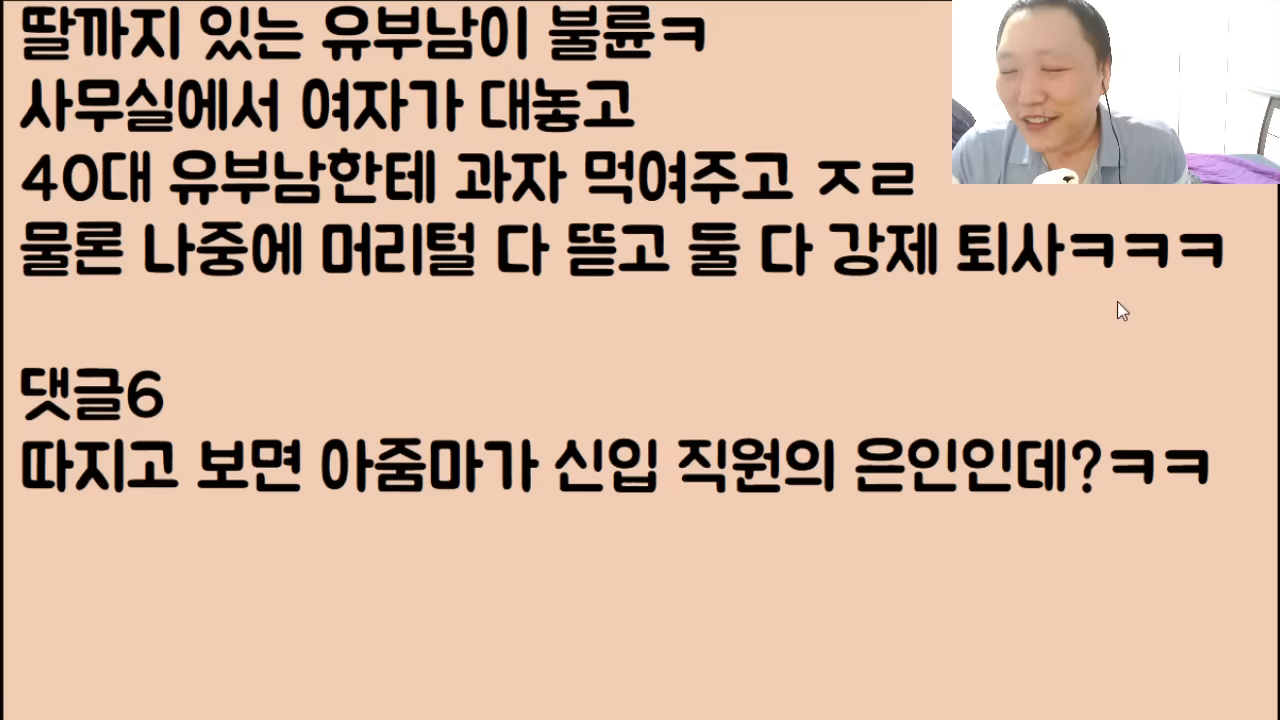 딸까지 있는 유부남이 불륜ㅋ
사무실에서 여자가 대놓고
40대 유부남한테 과자 먹여주고 ㅈㄹ
물론 나중에 머리털 다 뜯고 둘 다 강제 퇴사ㅋㅋㅋ
댓글6
따지고 보면 아줌마가 신입 직원의 은인인데?ㅋㅋ